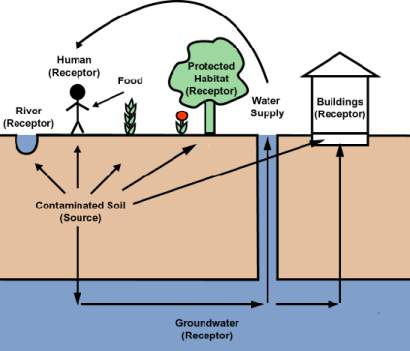 Human
(Receptor)
Food
Protected
Habitat
(Receptor)
River
(Receptor)
Water
Supply
Buildings
(Receptor)
Contaminated Soil
(Source)
Groundwater
(Receptor)